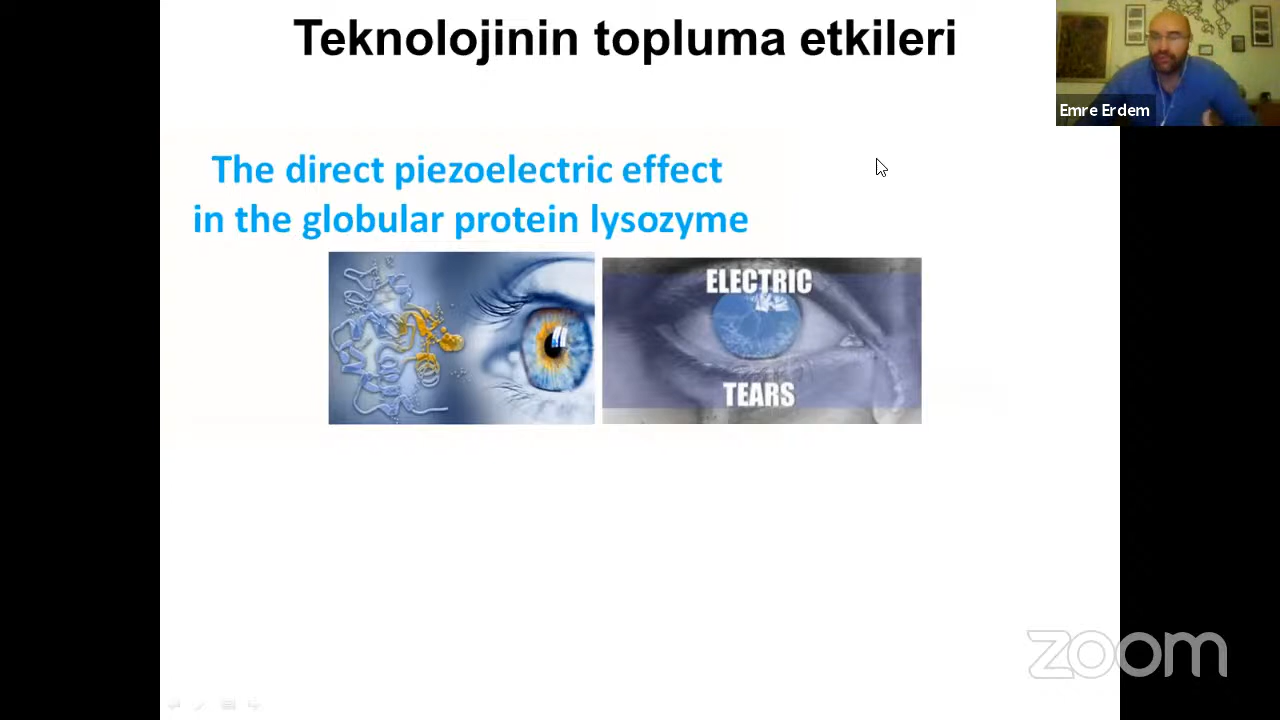 Teknolojinin topluma etkileri
Emre Erdem
The direct piezoelectric effect
in the globular protein lysozyme
ELECTRIC
TEARS
zoom